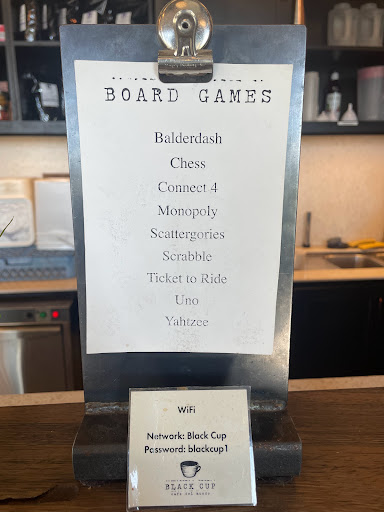 BOARD GAMES
Balderdash
Chess
Connect 4
Monopoly
Scattergories
Scrabble
Ticket to Ride
Uno
Yahtzee
WiFi
Network: Black Cup
Password: blackcup1
BLACK CUP